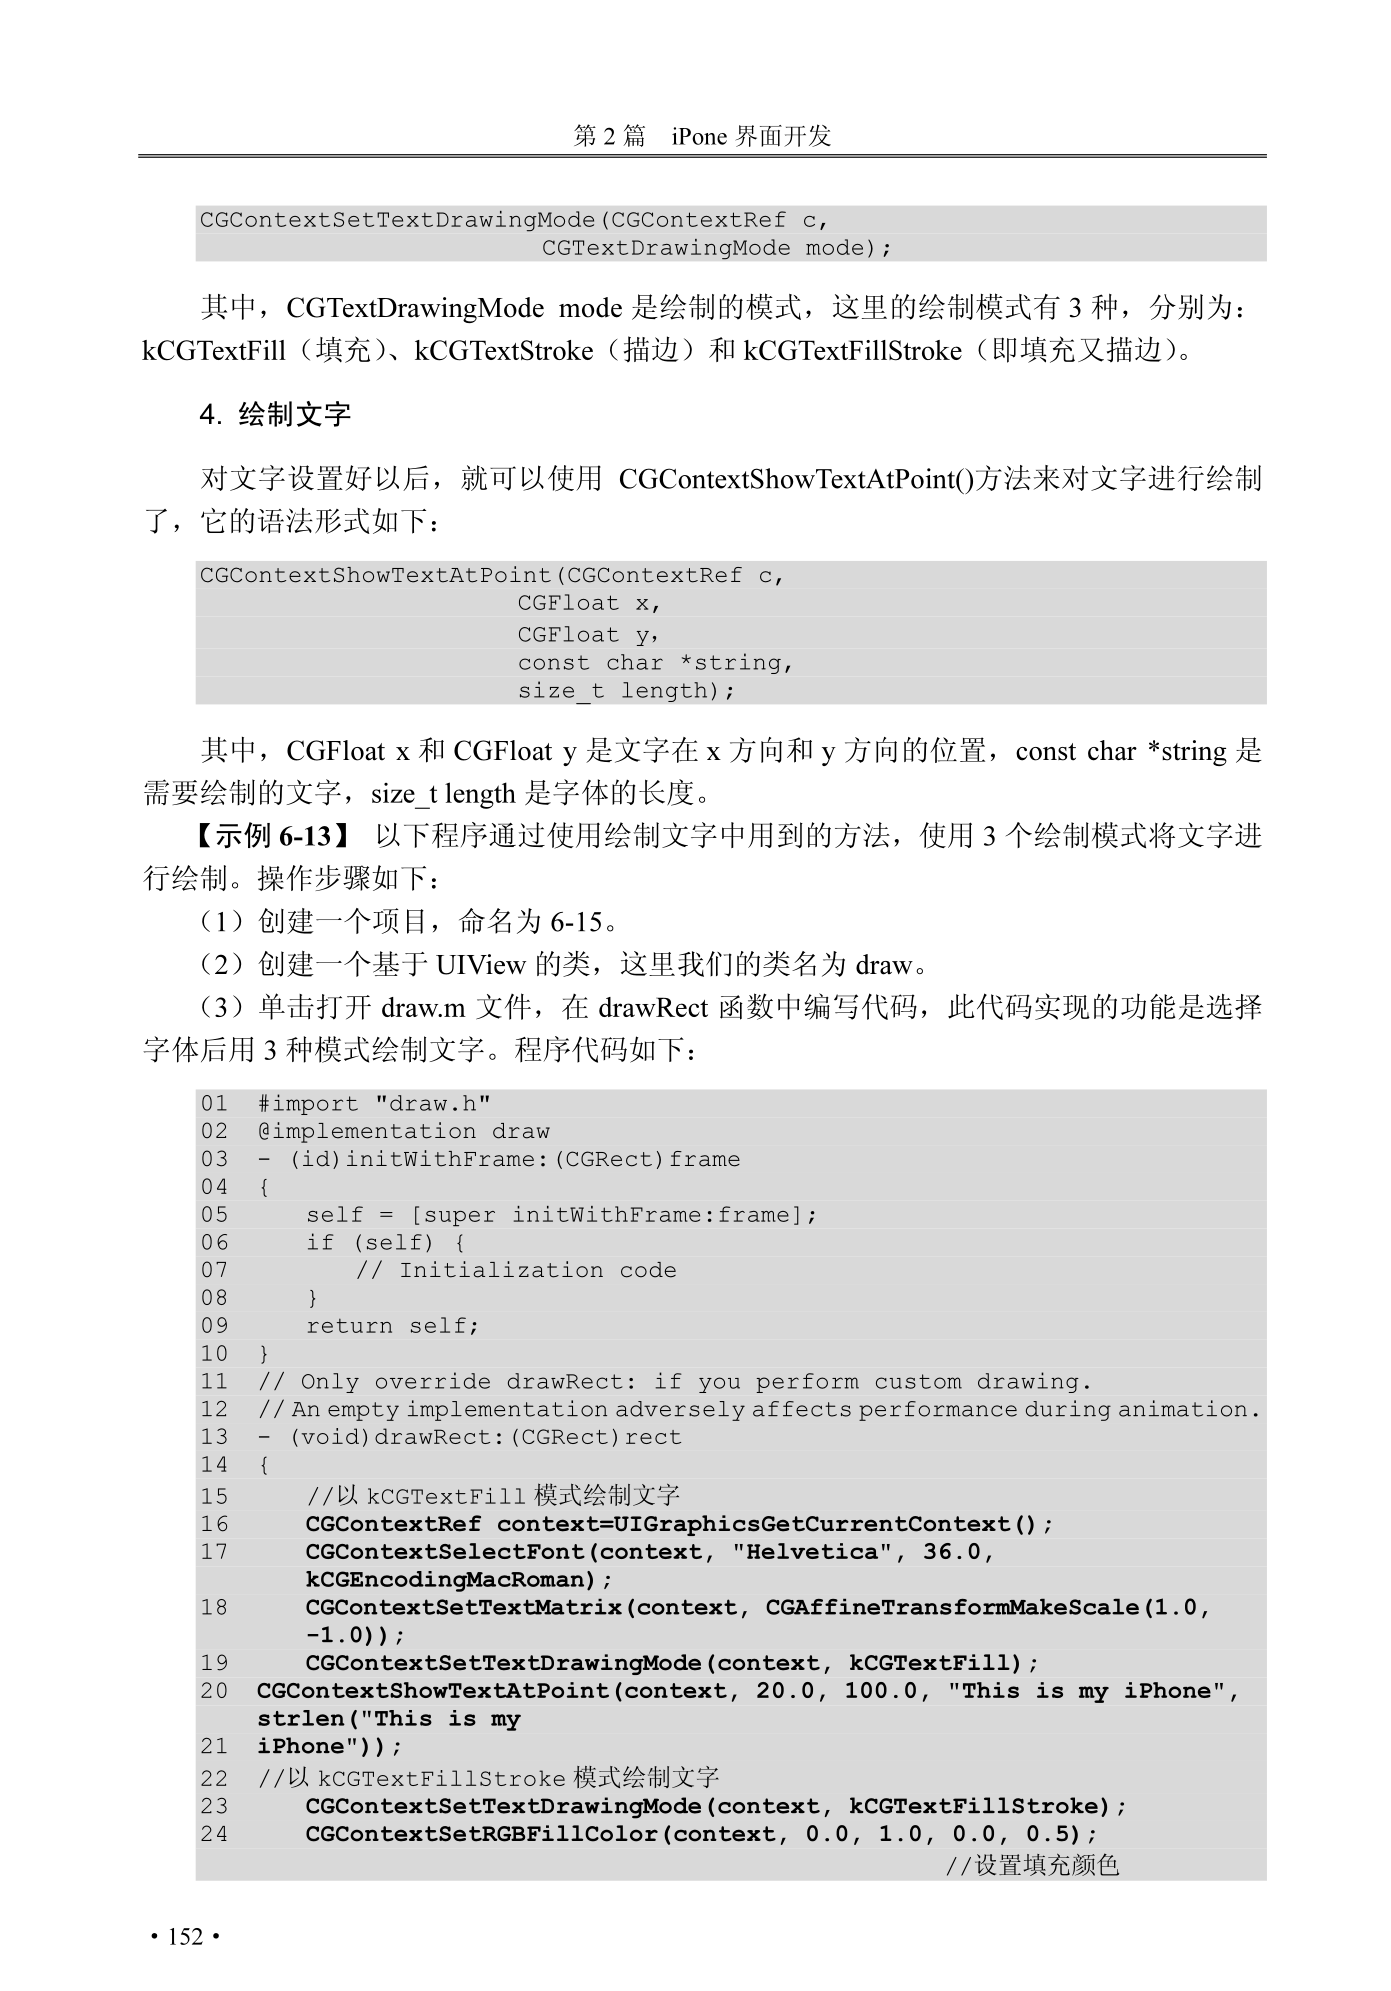 第 2 篇　iPone 界面开发
CGContextSetTextDrawingMode(CGContextRef c,
CGTextDrawingMode mode);
其中，CGTextDrawingMode mode 是绘制的模式，这里的绘制模式有 3 种，分别为：
kCGTextFill（填充）、kCGTextStroke（描边）和 kCGTextFillStroke（即填充又描边）。
4. 绘制文字
对文字设置好以后，就可以使用 CGContextShowTextAtPoint()方法来对文字进行绘制
了，它的语法形式如下：
CGContextShowTextAtPoint(CGContextRef c,
CGFloat x,
CGFloat y，
const char *string,
size_t length);
其中，CGFloat x 和 CGFloat y 是文字在 x 方向和 y 方向的位置，const char *string 是
需要绘制的文字，size_t length 是字体的长度。
【示例 6-13】 以下程序通过使用绘制文字中用到的方法，使用 3 个绘制模式将文字进
行绘制。操作步骤如下：
（1）创建一个项目，命名为 6-15。
（2）创建一个基于 UIView 的类，这里我们的类名为 draw。
（3）单击打开 draw.m 文件，在 drawRect 函数中编写代码，此代码实现的功能是选择
字体后用 3 种模式绘制文字。程序代码如下：
01 #import "draw.h"
02 @implementation draw
03 - (id)initWithFrame:(CGRect)frame
04 {
05 self = [super initWithFrame:frame];
06 if (self) {
07 // Initialization code
08 }
09 return self;
10 }
11 // Only override drawRect: if you perform custom drawing.
12 // An empty implementation adversely affects performance during animation.
13 - (void)drawRect:(CGRect)rect
14 {
15 //以 kCGTextFill 模式绘制文字
16 CGContextRef context=UIGraphicsGetCurrentContext();
17 CGContextSelectFont(context, "Helvetica", 36.0,
kCGEncodingMacRoman);
18 CGContextSetTextMatrix(context, CGAffineTransformMakeScale(1.0,
-1.0));
19 CGContextSetTextDrawingMode(context, kCGTextFill);
20 CGContextShowTextAtPoint(context, 20.0, 100.0, "This is my iPhone",
strlen("This is my
21 iPhone"));
22 //以 kCGTextFillStroke 模式绘制文字
23 CGContextSetTextDrawingMode(context, kCGTextFillStroke);
24 CGContextSetRGBFillColor(context, 0.0, 1.0, 0.0, 0.5);
//设置填充颜色
• 152 •